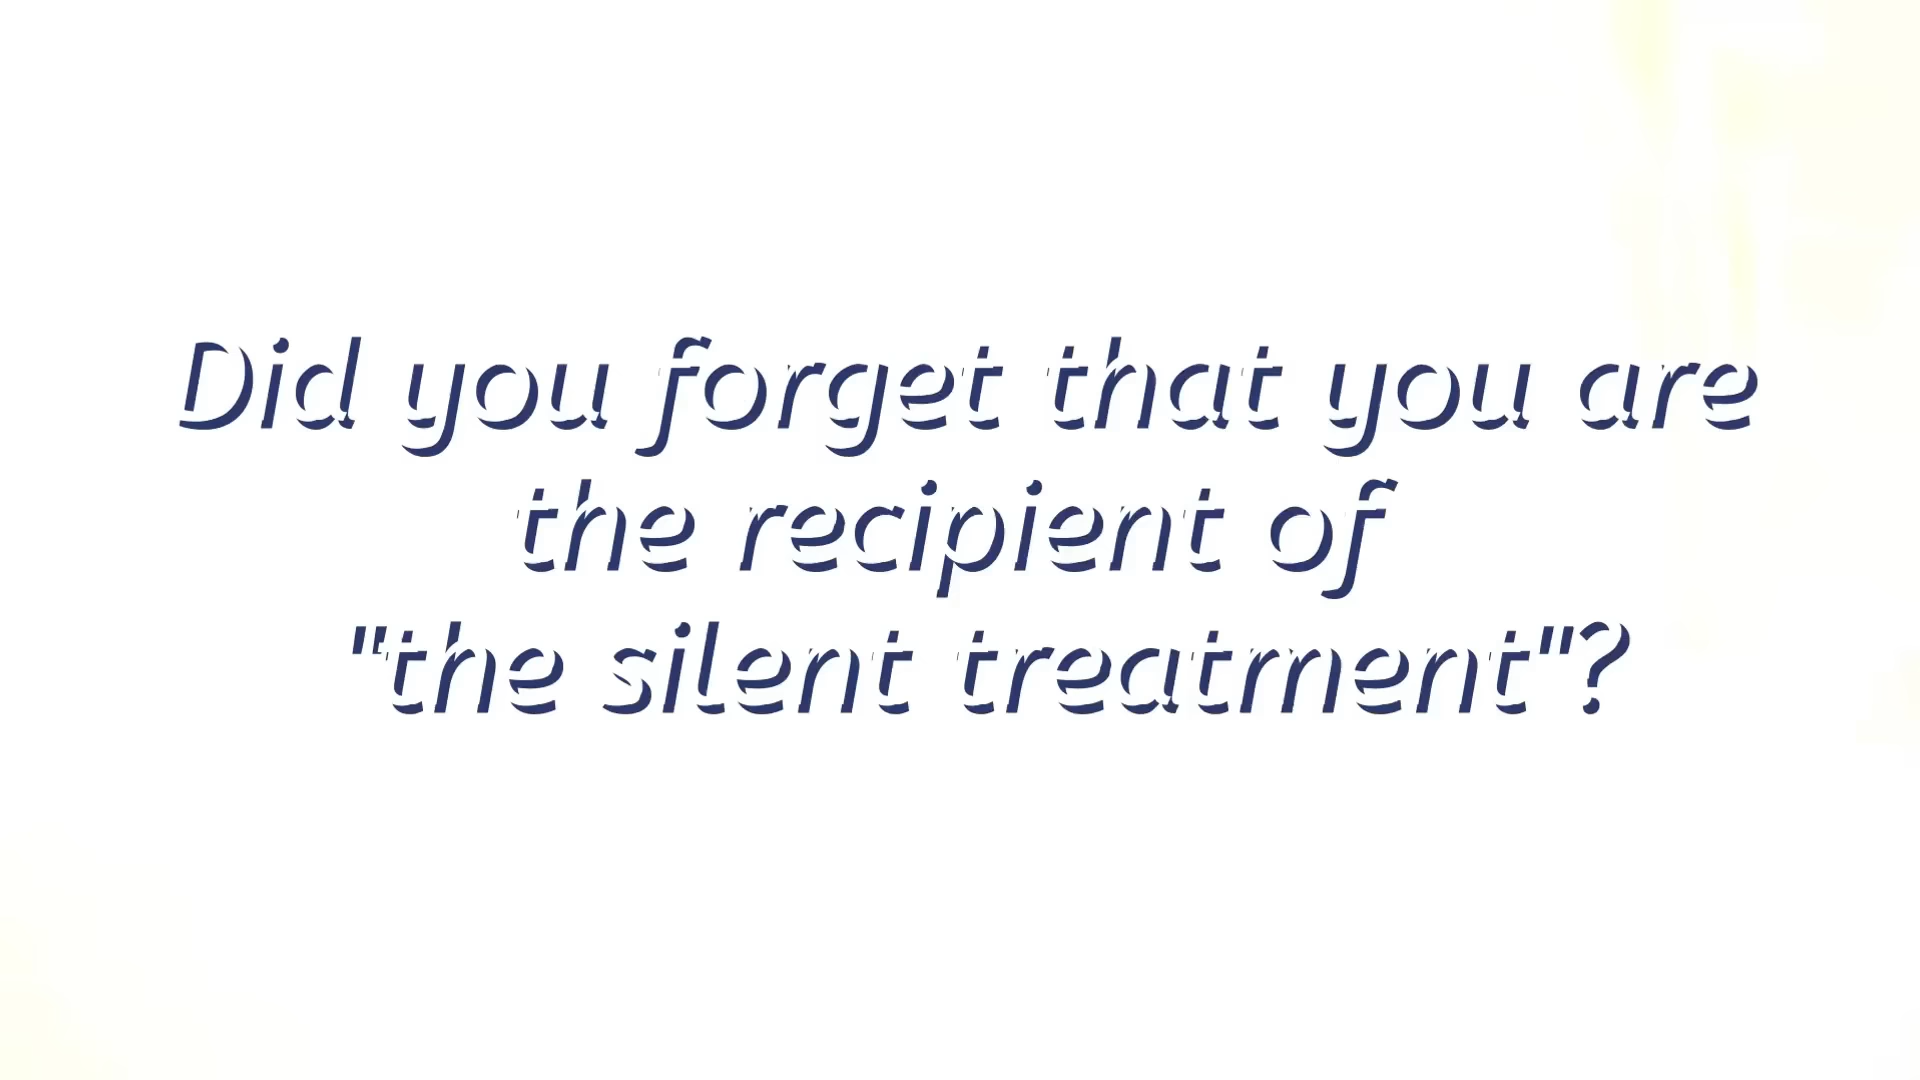 Did you forget that you are
the recipient of
"the silent treatment"?